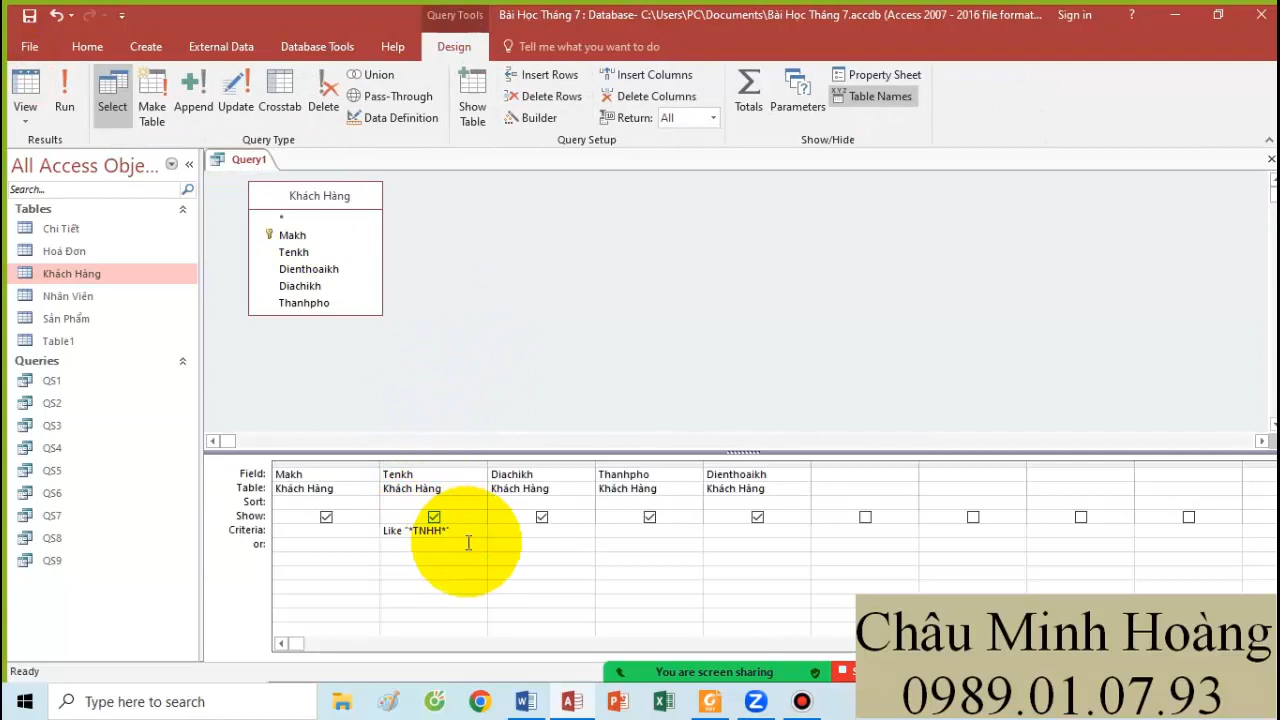 Query Tools
Bài Học Tháng 7 : Database- C:\Users\PC\Documents\Bài Học Tháng 7.accdb (Access 2007 - 2016 file format...
Sign in
?
File Home Create External Data Database Tools Help Design Tell me what you want to do
View
Run
Select
Make Table
Append
Update
Crosstab
Delete
Union
Pass-Through
Data Definition
Show Table
Insert Rows
Delete Rows
Builder
Insert Columns
Delete Columns
Return: All
Totals
Parameters
Property Sheet
Table Names
Results
Query Type
Query Setup
Show/Hide
All Access Obje...
Search...
Tables
Chi Tiết
Hoá Đơn
Khách Hàng
Nhân Viên
Sản Phẩm
Table1
Queries
QS1
QS2
QS3
QS4
QS5
QS6
QS7
QS8
QS9
Query1
Khách Hàng
*
Makh
Tenkh
Dienthoaikh
Diachikh
Thanhpho
Field: Makh Tenkh Diachikh Thanhpho Dienthoaikh
Table: Khách Hàng Khách Hàng Khách Hàng Khách Hàng Khách Hàng
Sort:
Show:
Criteria: Like "*TNHH*"
or:
Châu Minh Hoàng
0989.01.07.93
Ready
You are screen sharing
Type here to search